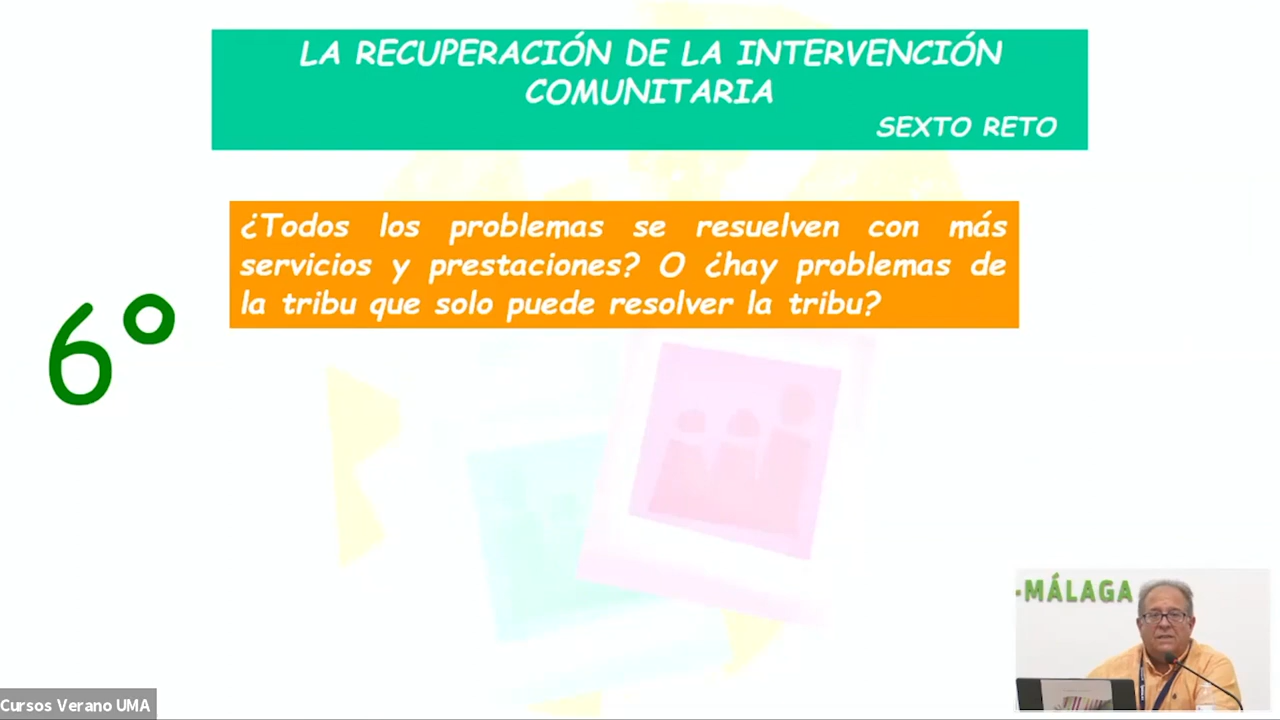 LA RECUPERACIÓN DE LA INTERVENCIÓN
COMUNITARIA
SEXTO RETO
¿Todos los problemas se resuelven con más
servicios y prestaciones? O ¿hay problemas de
la tribu que solo puede resolver la tribu?
6º
-MÁLAGA
Cursos Verano UMA